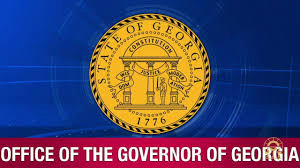 STATE OF GEORGIA
CONSTITUTION
WISDOM
JUSTICE
MODERATION
1776
OFFICE OF THE GOVERNOR OF GEORGIA